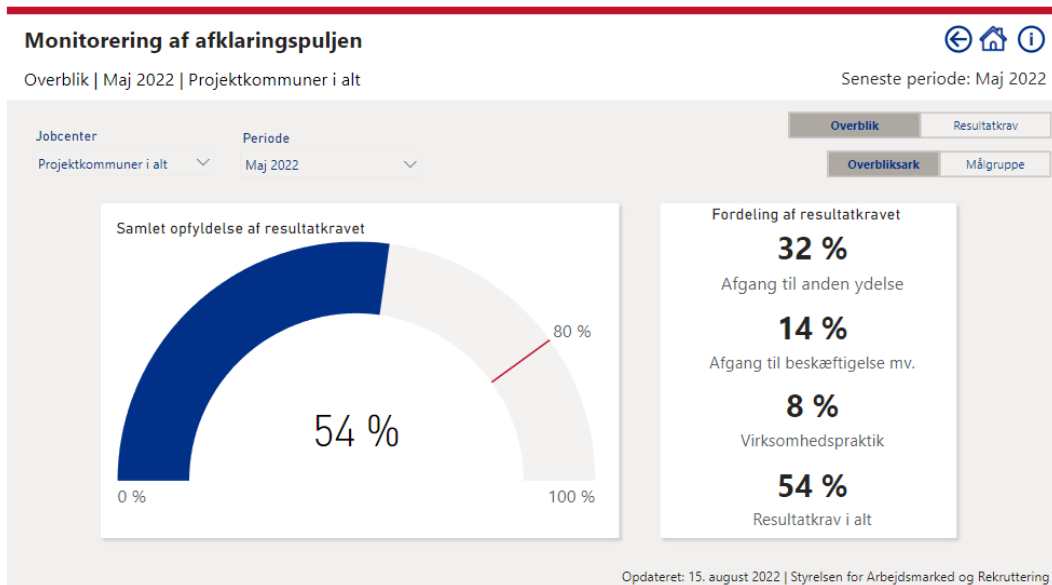 Monitorering af afklaringspuljen
Overblik | Maj 2022 | Projektkommuner i alt
Seneste periode: Maj 2022
Jobcenter
Projektkommuner i alt
Periode
Maj 2022
Overblik
Resultatkrav
Overbliksark
Målgruppe
Samlet opfyldelse af resultatkravet
80 %
54 %
0 %
100 %
Fordeling af resultatkravet
32 %
Afgang til anden ydelse
14 %
Afgang til beskæftigelse mv.
8 %
Virksomhedspraktik
54 %
Resultatkrav i alt
Opdateret: 15. august 2022 | Styrelsen for Arbejdsmarked og Rekruttering